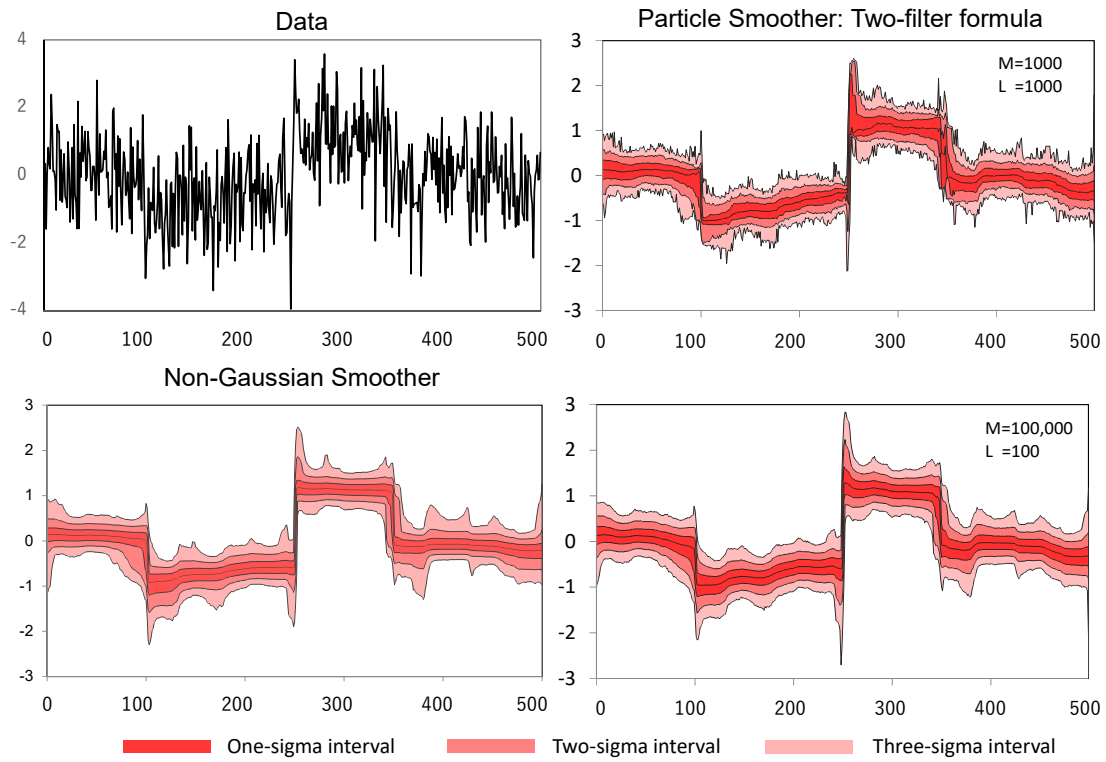 Data
4
2
0
-2
-4
0 100 200 300 400 500
Particle Smoother: Two-filter formula
M=1000
L =1000
3
2
1
0
-1
-2
-3
0 100 200 300 400 500
Non-Gaussian Smoother
3
2
1
0
-1
-2
-3
0 100 200 300 400 500
M=100,000
L =100
3
2
1
0
-1
-2
-3
0 100 200 300 400 500
One-sigma interval Two-sigma interval Three-sigma interval